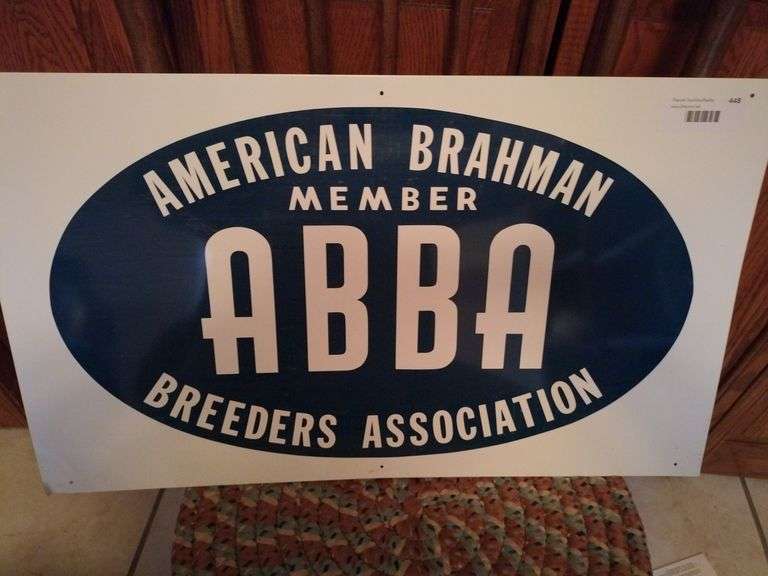 448
AMERICAN BRAHMAN
MEMBER
ABBA
BREEDERS ASSOCIATION